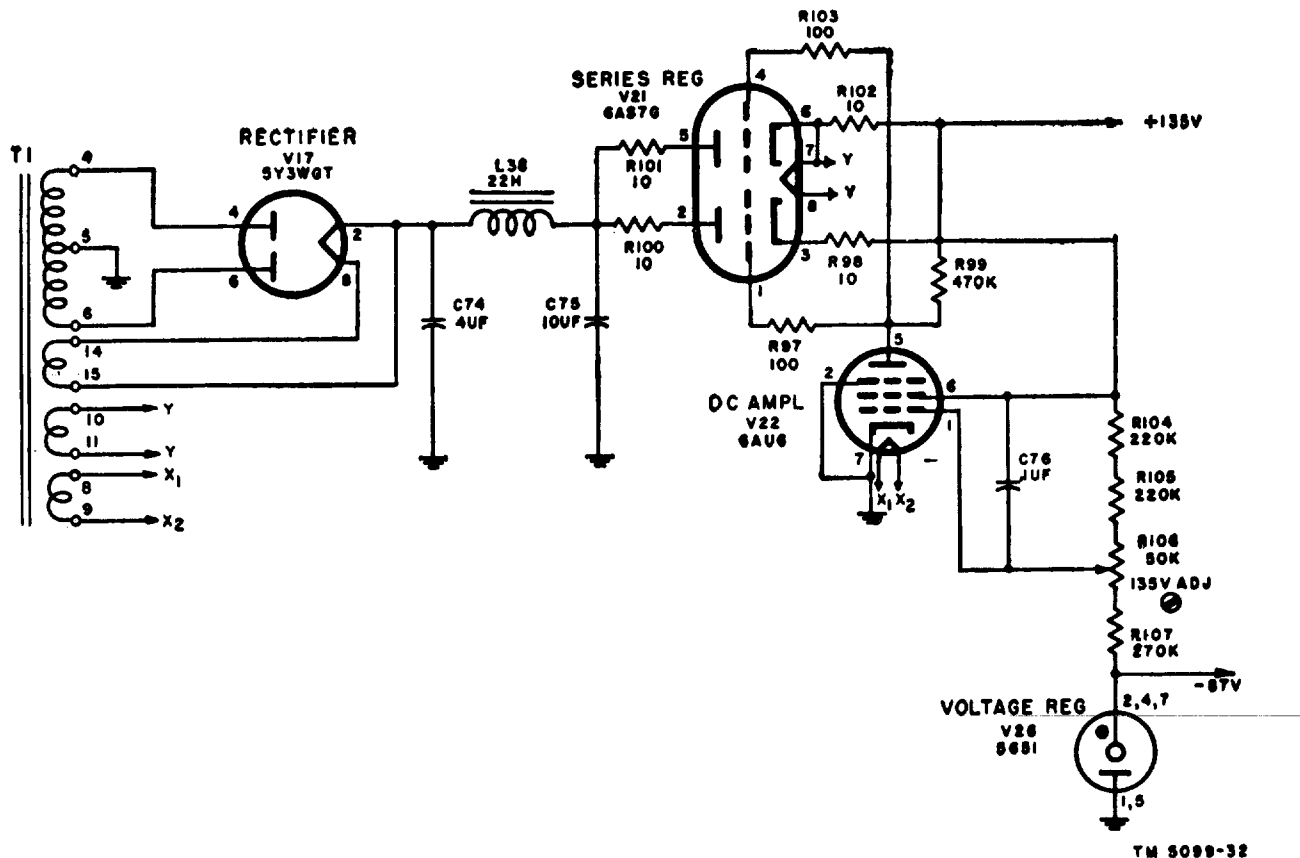 R103
100
SERIES REG
V21
6AS7G
4
R102
10
6
+135V
RECTIFIER
V17
5Y3WGT
T1
4
5
R101
10
7
Y
L38
22H
Y
8
4
2
2
5
R100
10
3
R98
10
R99
470K
6
8
1
C74
4UF
C75
10UF
6
R97
100
5
14
15
2
6
DC AMPL
V22
6AU6
1
R104
220K
10
Y
11
Y
7
–
C76
.1UF
R105
220K
8
X1
X1 X2
9
X2
R106
50K
135V ADJ
R107
270K
-87V
VOLTAGE REG
V26
5651
2,4,7
1,5
TM 5099-32